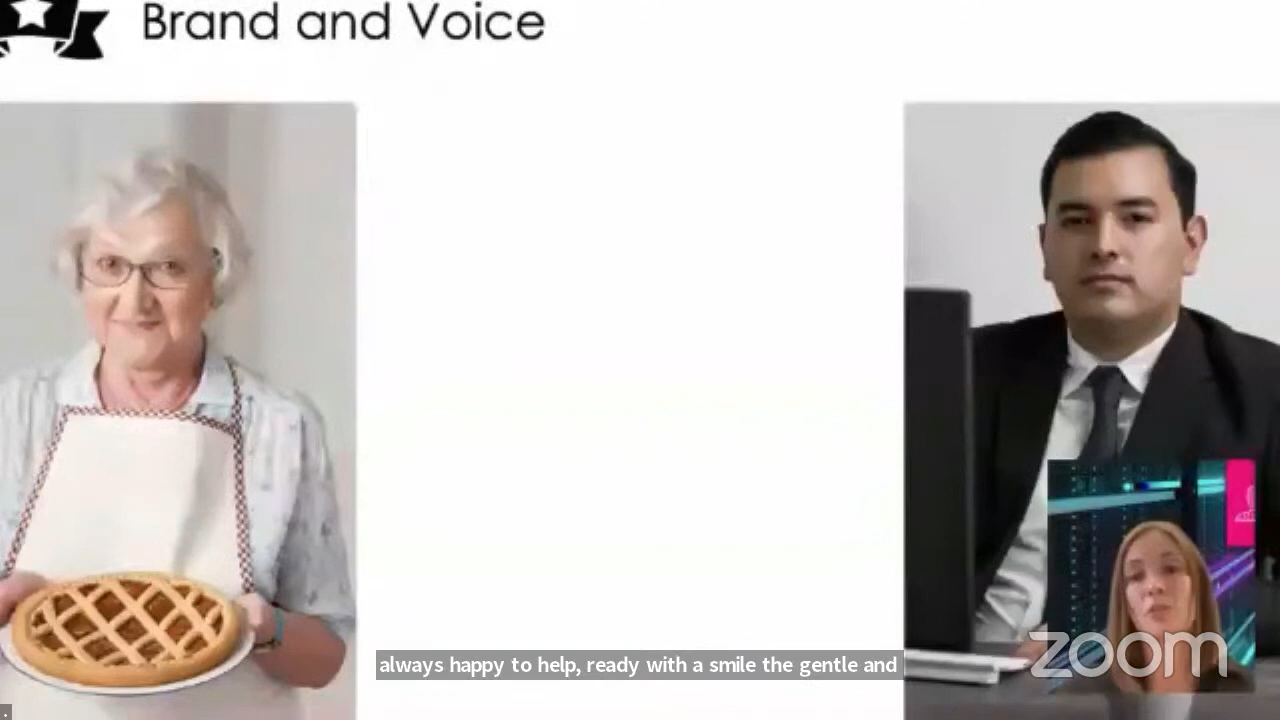 Brand and Voice
always happy to help, ready with a smile the gentle and
zoom